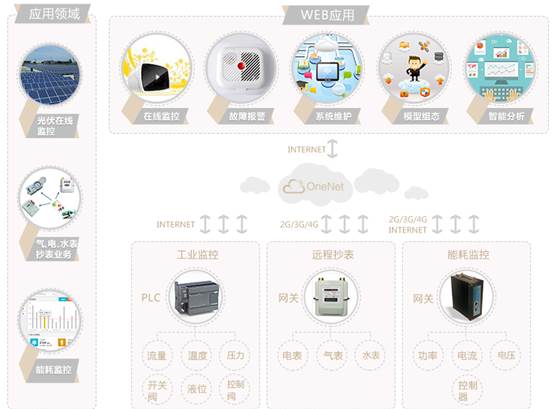 应用领域
光伏在线
监控
气、电、水表
抄表业务
能耗监控
WEB应用
在线监控
故障报警
系统维护
模型组态
智能分析
INTERNET
OneNet
INTERNET
2G/3G/4G
2G/3G/4G
INTERNET
工业监控
PLC
流量
温度
压力
开关
阀
液位
控制
阀
远程抄表
网关
电表
气表
水表
能耗监控
网关
功率
电流
电压
控制
器